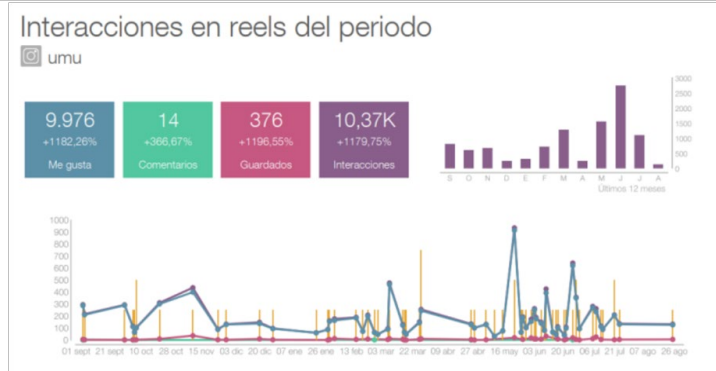 Interacciones en reels del periodo
umu
9.976
+1182,26%
Me gusta
14
+366,67%
Comentarios
376
+1196,55%
Guardados
10,37K
+1179,75%
Interacciones
3000
2500
2000
1500
1000
500
0
S O N D E F M A M J J A
Últimos 12 meses
1000
900
800
700
600
500
400
300
200
100
0
01 sept 21 sept 10 oct 28 oct 15 nov 03 dic 20 dic 07 ene 26 ene 13 feb 03 mar 22 mar 09 abr 27 abr 16 may 03 jun 20 jun 06 jul 21 jul 07 ago 26 ago